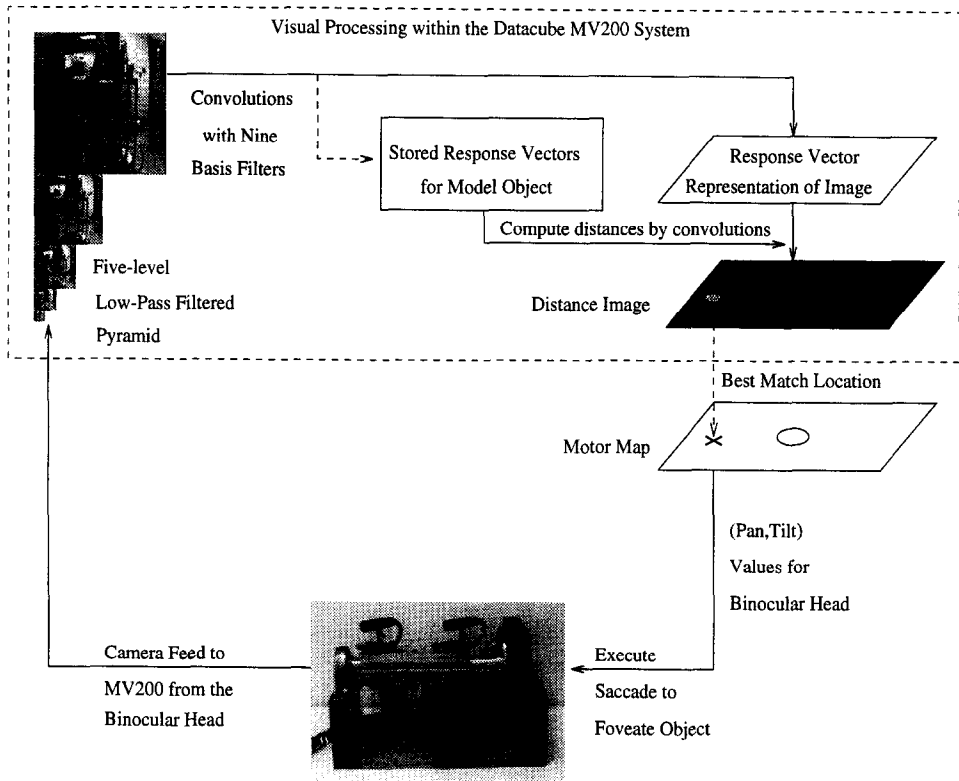 Visual Processing within the Datacube MV200 System
Convolutions
with Nine
Basis Filters
Stored Response Vectors
for Model Object
Response Vector
Representation of Image
Compute distances by convolutions
Five-level
Low-Pass Filtered
Pyramid
Distance Image
Best Match Location
Motor Map
(Pan,Tilt)
Values for
Binocular Head
Execute
Saccade to
Foveate Object
Camera Feed to
MV200 from the
Binocular Head